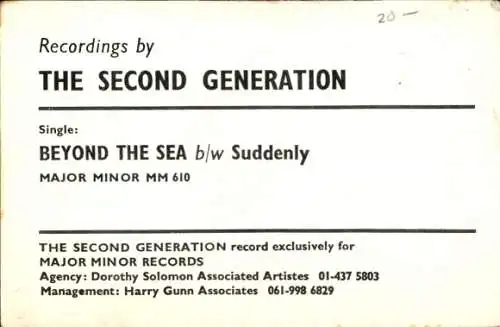 20 —
Recordings by
THE SECOND GENERATION
Single:
BEYOND THE SEA b/w Suddenly
MAJOR MINOR MM 610
THE SECOND GENERATION record exclusively for
MAJOR MINOR RECORDS
Agency: Dorothy Solomon Associated Artistes 01-437 5803
Management: Harry Gunn Associates 061-998 6829